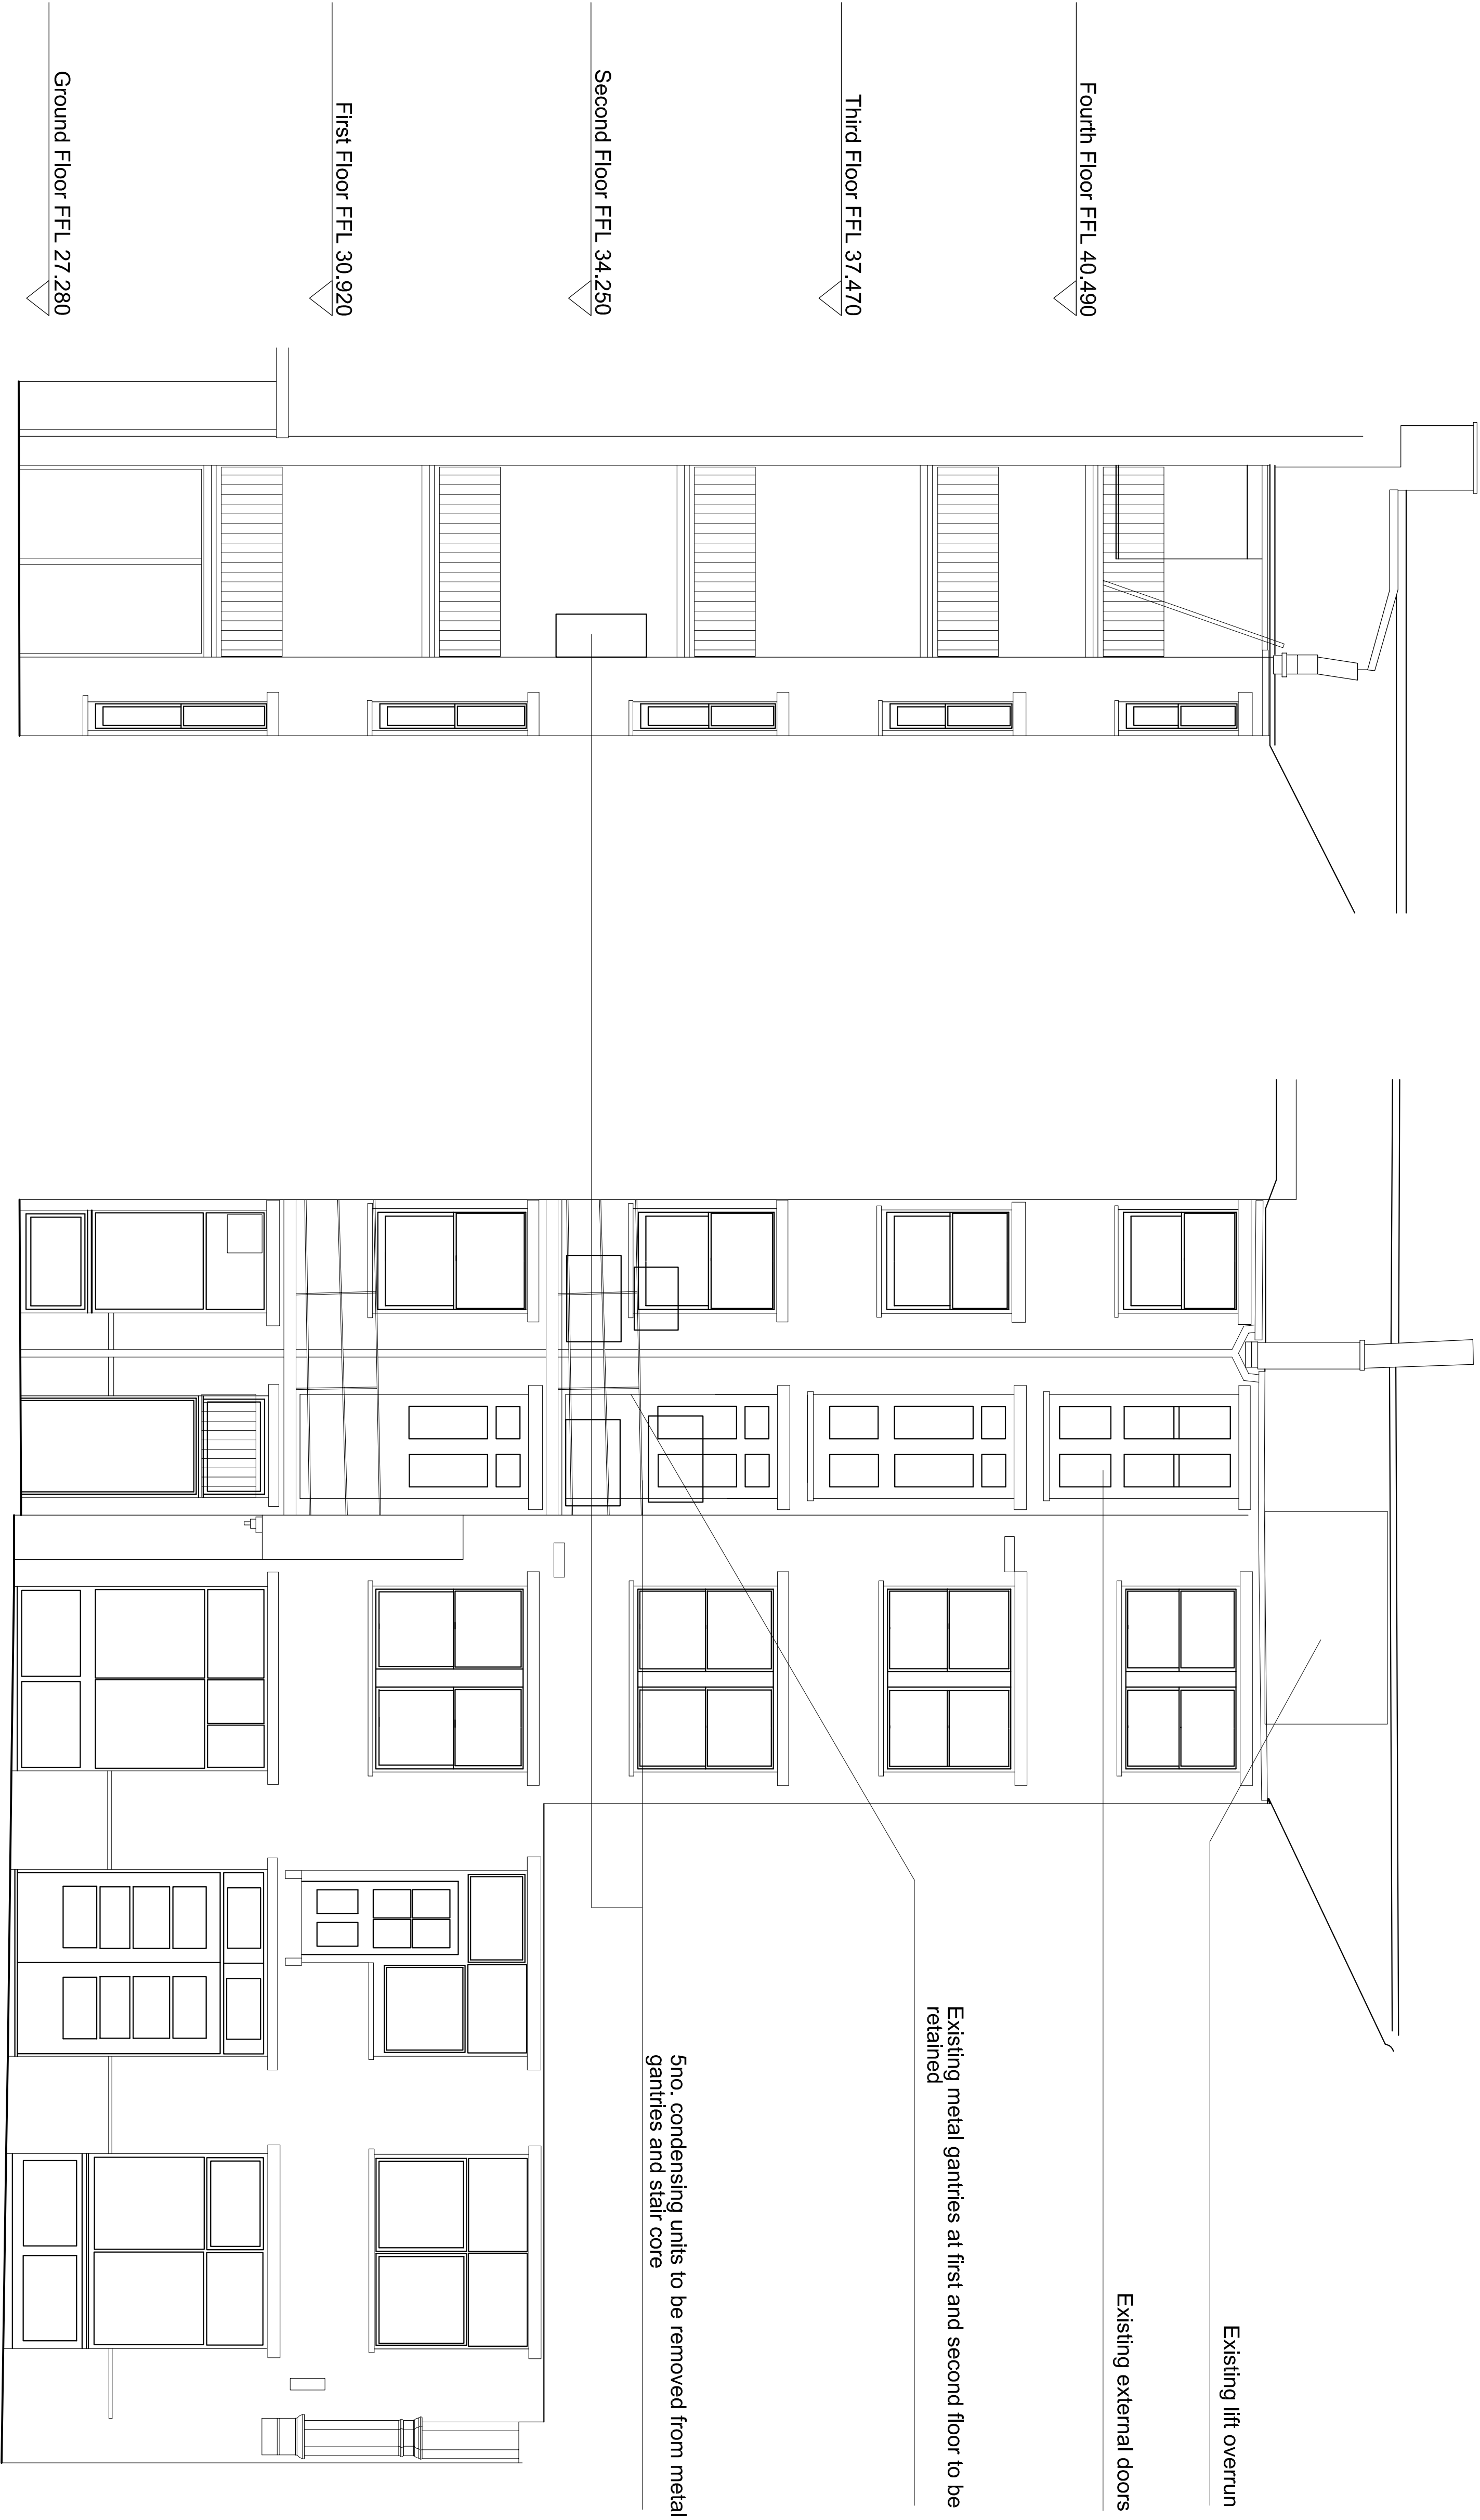 Existing lift overrun
Existing external doors
Fourth Floor FFL 40.490
Existing metal gantries at first and second floor to be
retained
Third Floor FFL 37.470
5no. condensing units to be removed from metal
gantries and stair core
Second Floor FFL 34.250
First Floor FFL 30.920
Ground Floor FFL 27.280